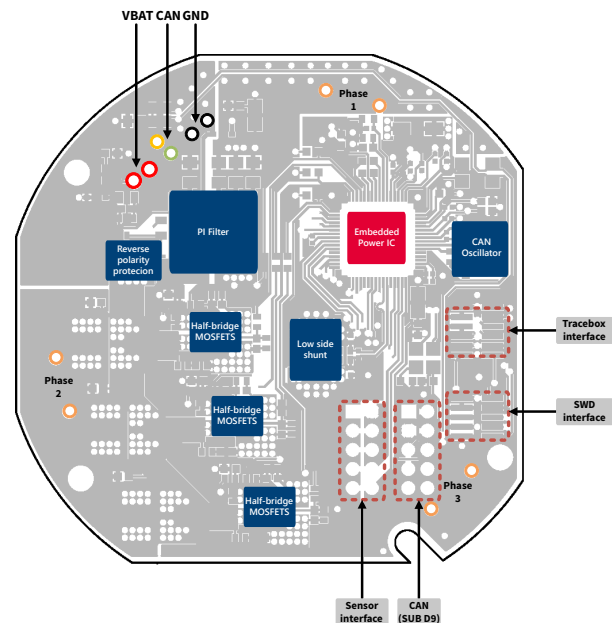 VBAT CAN GND
Phase
1
PI Filter
Embedded
Power IC
CAN
Oscillator
Reverse
polarity
protecion
Half-bridge
MOSFETS
Low side
shunt
Tracebox
interface
Phase
2
Half-bridge
MOSFETS
SWD
interface
Half-bridge
MOSFETS
Phase
3
Sensor
interface
CAN
(SUB D9)